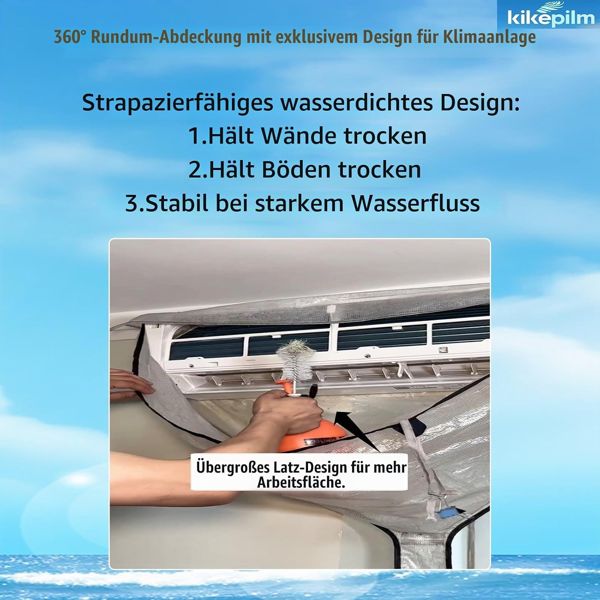 kikepilm
360° Rundum-Abdeckung mit exklusivem Design für Klimaanlage
Strapazierfähiges wasserdichtes Design:
1.Hält Wände trocken
2.Hält Böden trocken
3.Stabil bei starkem Wasserfluss
Übergroßes Latz-Design für mehr
Arbeitsfläche.